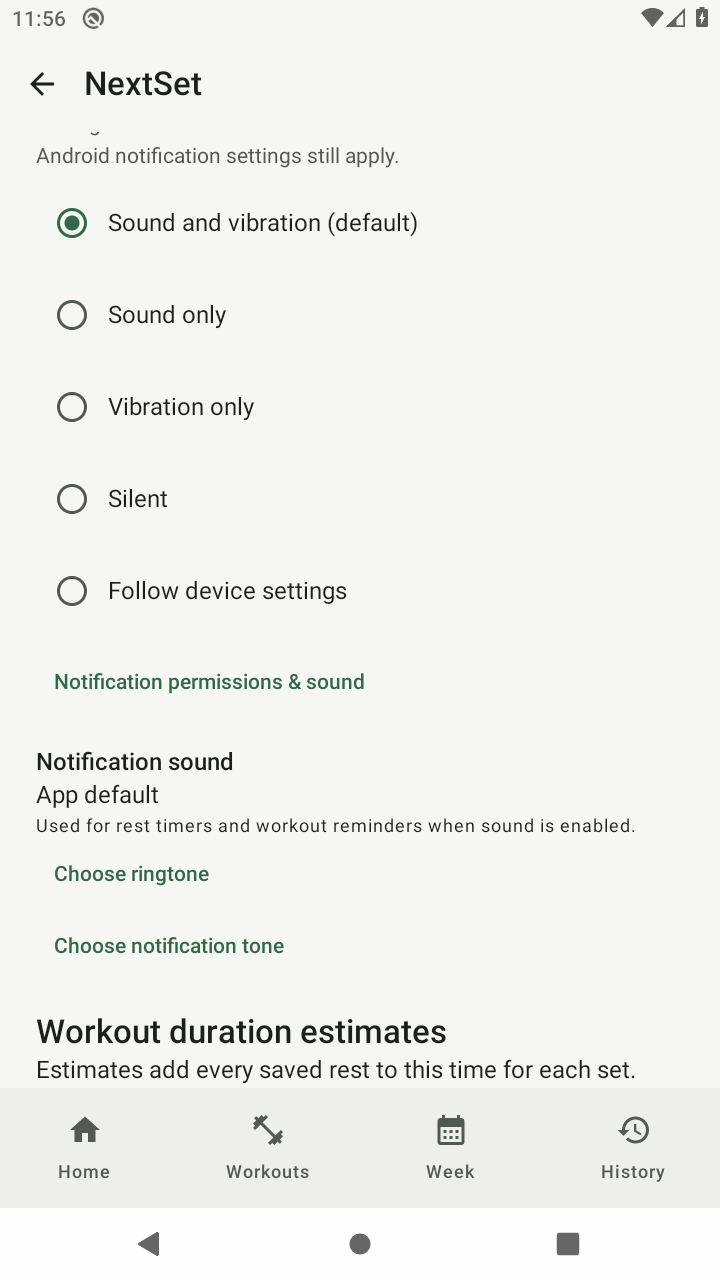 11:56
NextSet
Android notification settings still apply.
Sound and vibration (default)
Sound only
Vibration only
Silent
Follow device settings
Notification permissions & sound
Notification sound
App default
Used for rest timers and workout reminders when sound is enabled.
Choose ringtone
Choose notification tone
Workout duration estimates
Estimates add every saved rest to this time for each set.
Home
Workouts
Week
History